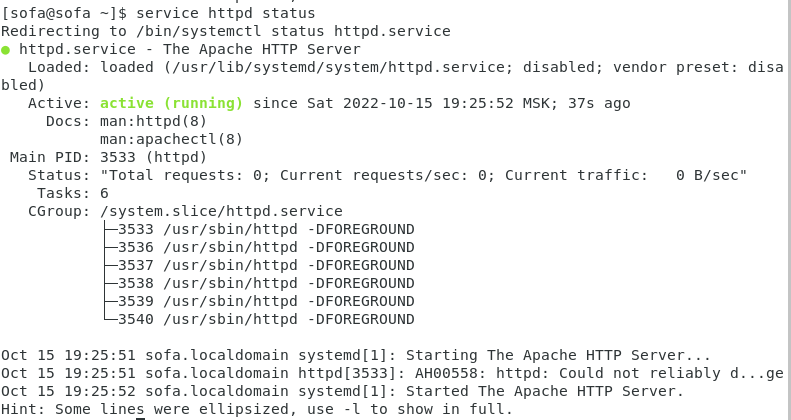 [sofa@sofa ~]$ service httpd status
Redirecting to /bin/systemctl status httpd.service
● httpd.service - The Apache HTTP Server
   Loaded: loaded (/usr/lib/systemd/system/httpd.service; disabled; vendor preset: disa
bled)
   Active: active (running) since Sat 2022-10-15 19:25:52 MSK; 37s ago
     Docs: man:httpd(8)
           man:apachectl(8)
 Main PID: 3533 (httpd)
   Status: "Total requests: 0; Current requests/sec: 0; Current traffic:   0 B/sec"
    Tasks: 6
   CGroup: /system.slice/httpd.service
           ├─3533 /usr/sbin/httpd -DFOREGROUND
           ├─3536 /usr/sbin/httpd -DFOREGROUND
           ├─3537 /usr/sbin/httpd -DFOREGROUND
           ├─3538 /usr/sbin/httpd -DFOREGROUND
           ├─3539 /usr/sbin/httpd -DFOREGROUND
           └─3540 /usr/sbin/httpd -DFOREGROUND

Oct 15 19:25:51 sofa.localdomain systemd[1]: Starting The Apache HTTP Server...
Oct 15 19:25:51 sofa.localdomain httpd[3533]: AH00558: httpd: Could not reliably d...ge
Oct 15 19:25:52 sofa.localdomain systemd[1]: Started The Apache HTTP Server.
Hint: Some lines were ellipsized, use -l to show in full.